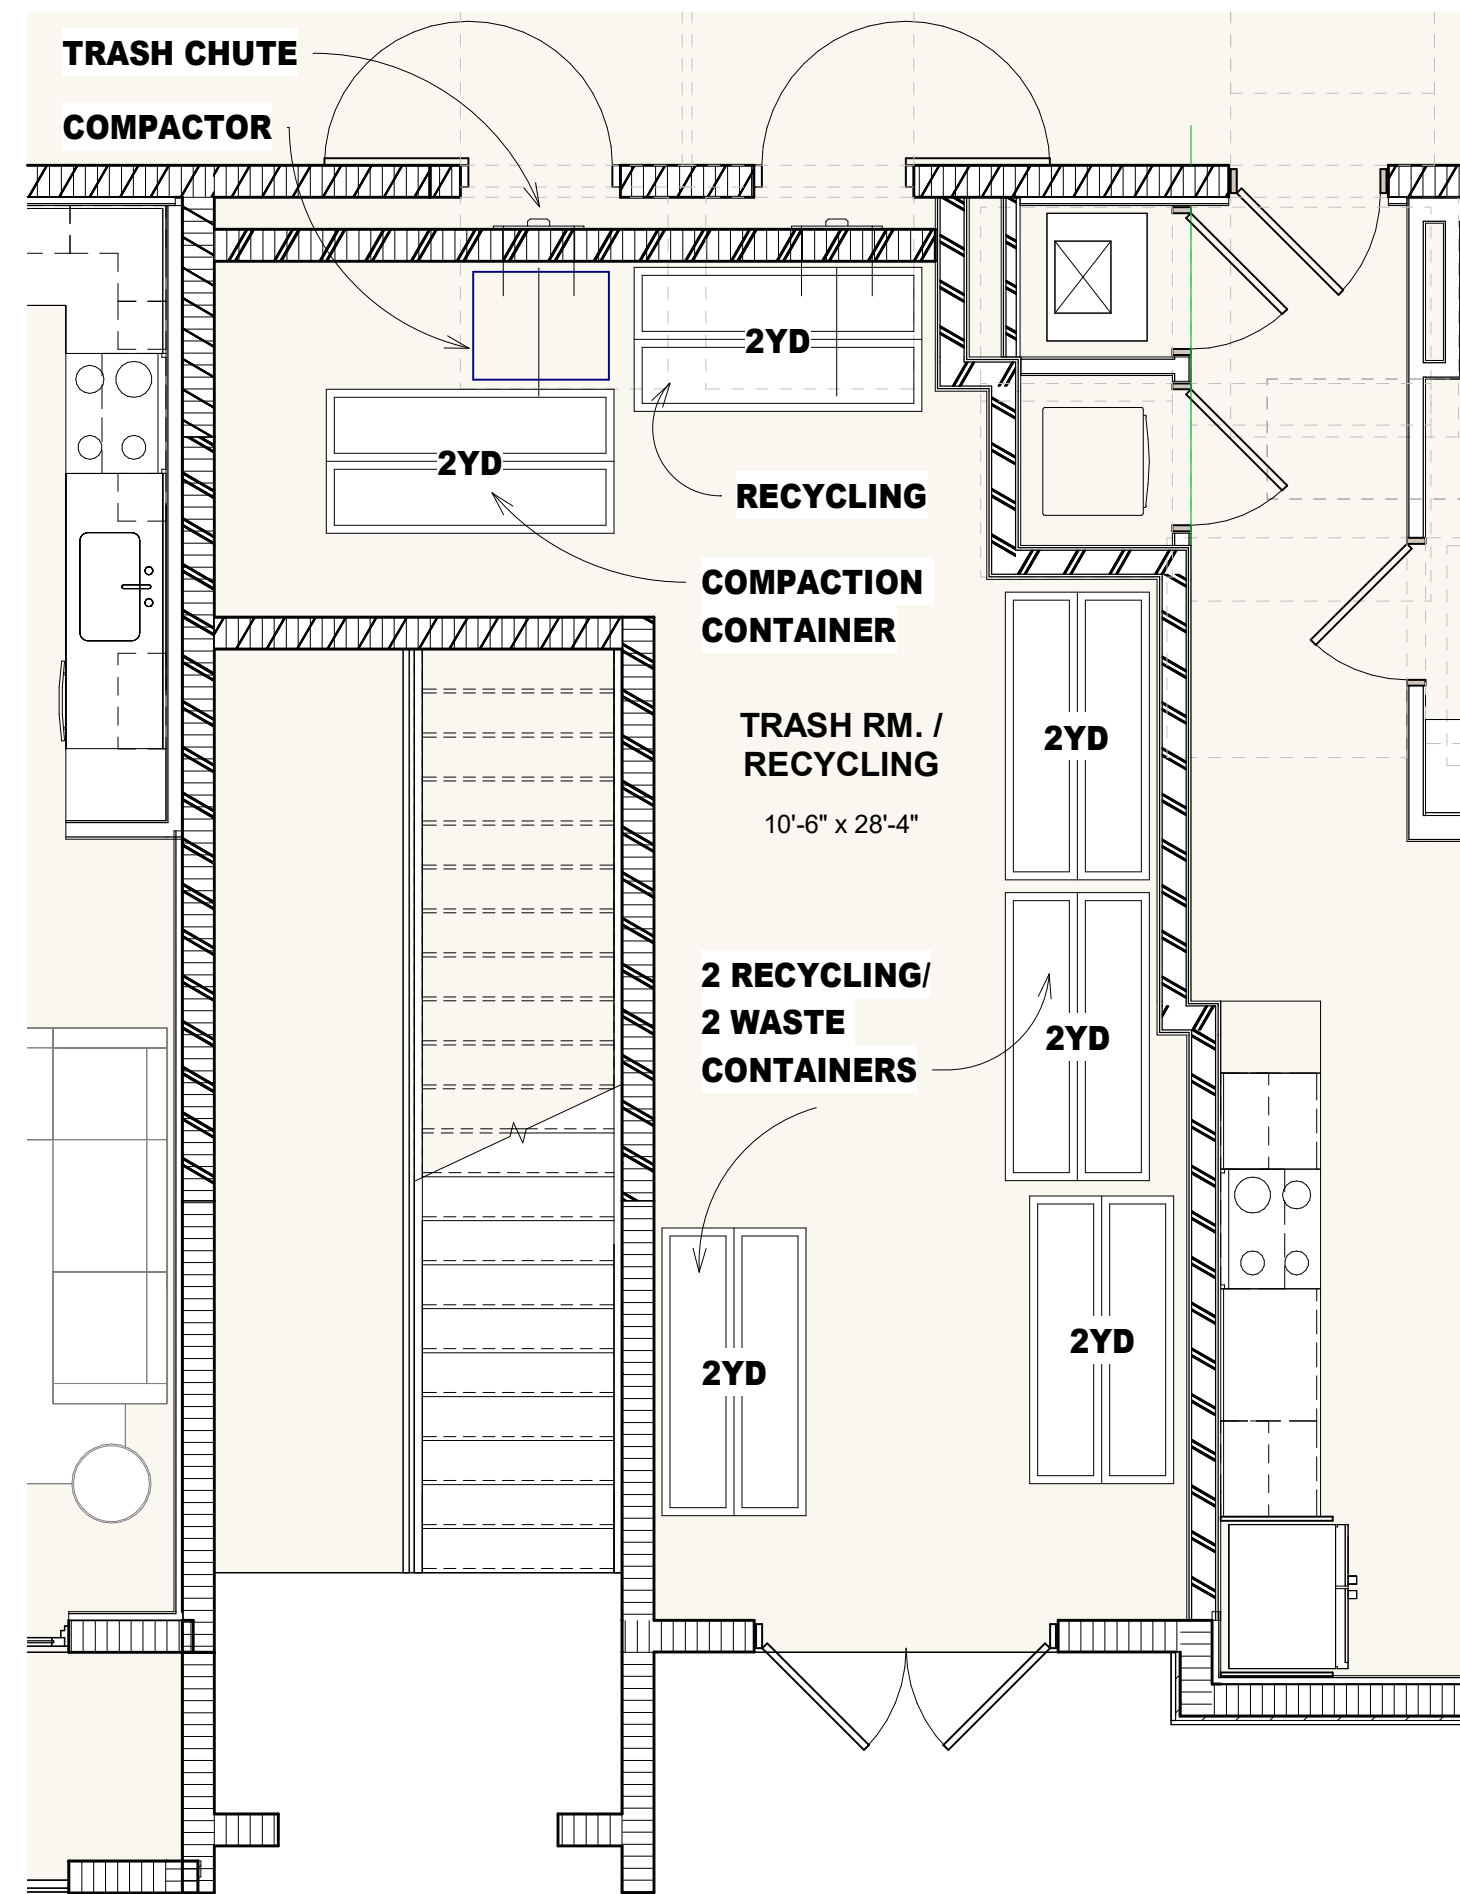 TRASH CHUTE
COMPACTOR
2YD
2YD
RECYCLING
COMPACTION
CONTAINER
TRASH RM. /
RECYCLING
10'-6" x 28'-4"
2YD
2 RECYCLING/
2 WASTE
CONTAINERS
2YD
2YD
2YD